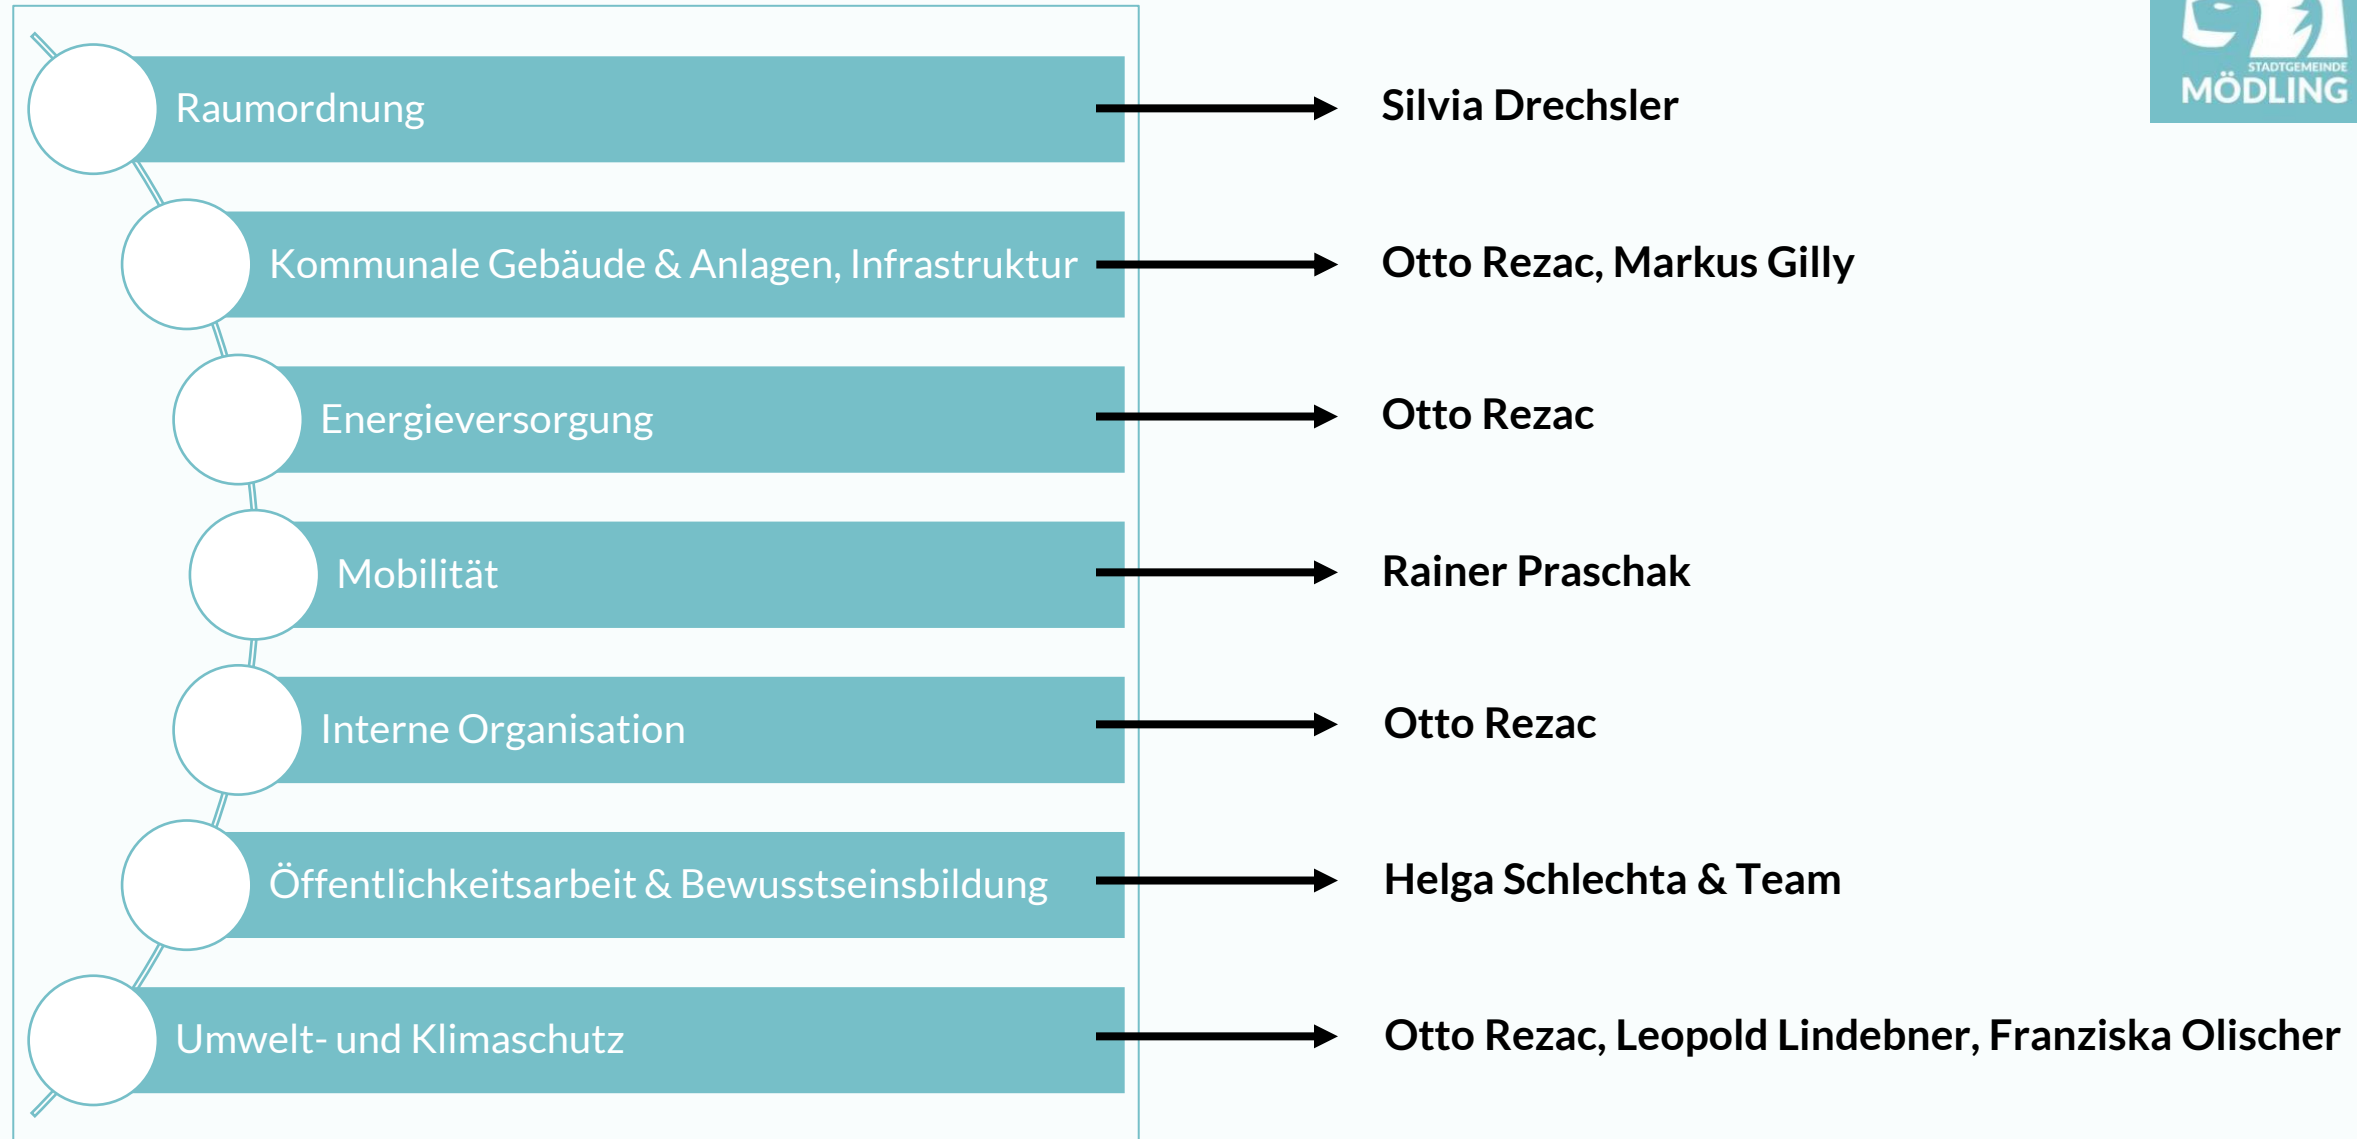 STADTGEMEINDE
MÖDLING
Raumordnung
Silvia Drechsler
Kommunale Gebäude & Anlagen, Infrastruktur
Otto Rezac, Markus Gilly
Energieversorgung
Otto Rezac
Mobilität
Rainer Praschak
Interne Organisation
Otto Rezac
Öffentlichkeitsarbeit & Bewusstseinsbildung
Helga Schlechta & Team
Umwelt- und Klimaschutz
Otto Rezac, Leopold Lindebner, Franziska Olischer